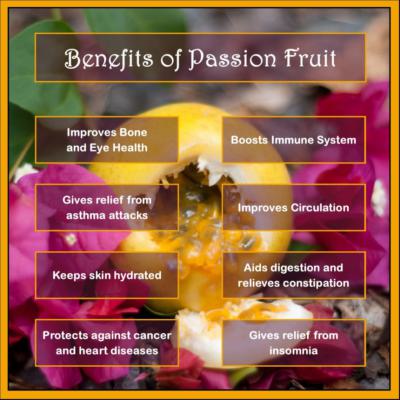 Benefits of Passion Fruit
Improves Bone
and Eye Health
Boosts Immune System
Gives relief from
asthma attacks
Improves Circulation
Keeps skin hydrated
Aids digestion and
relieves constipation
Protects against cancer
and heart diseases
Gives relief from
insomnia